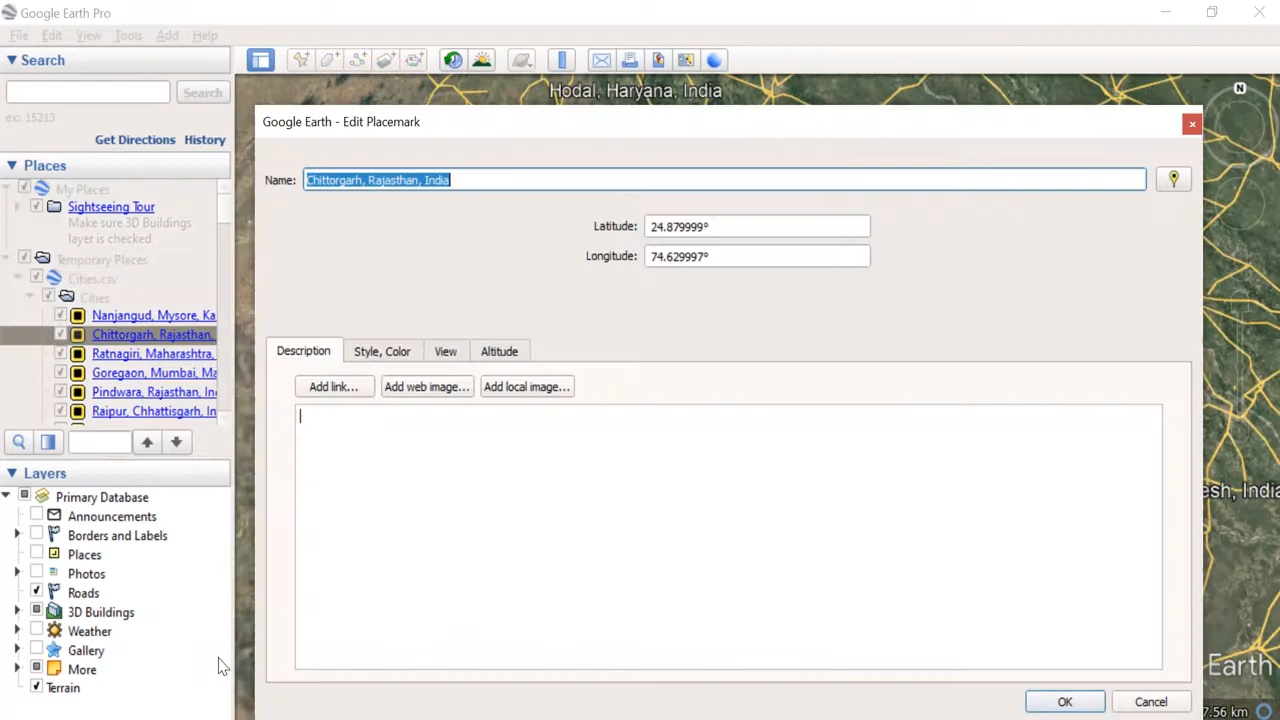 Google Earth Pro
File Edit View Tools Add Help
Search
Search
ex: 15213
Get Directions History
Places
My Places
Sightseeing Tour
Make sure 3D Buildings
layer is checked
Temporary Places
Cities.csv
Cities
Nanjangud, Mysore, Ka
Chittorgarh, Rajasthan,
Ratnagiri, Maharashtra,
Goregaon, Mumbai, Ma
Pindwara, Rajasthan, In
Raipur, Chhattisgarh, In
Layers
Primary Database
Announcements
Borders and Labels
Places
Photos
Roads
3D Buildings
Weather
Gallery
More
Terrain
Hodal, Haryana, India
N
Google Earth - Edit Placemark
Name: Chittorgarh, Rajasthan, India
Latitude: 24.879999°
Longitude: 74.629997°
Description Style, Color View Altitude
Add link... Add web image... Add local image...
OK Cancel
esh, India
Earth
7.56 km